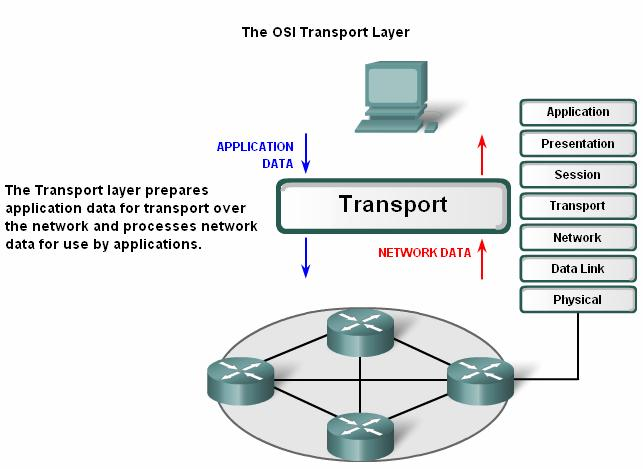 The OSI Transport Layer
APPLICATION
DATA
The Transport layer prepares
application data for transport over
the network and processes network
data for use by applications.
Transport
NETWORK DATA
Application
Presentation
Session
Transport
Network
Data Link
Physical